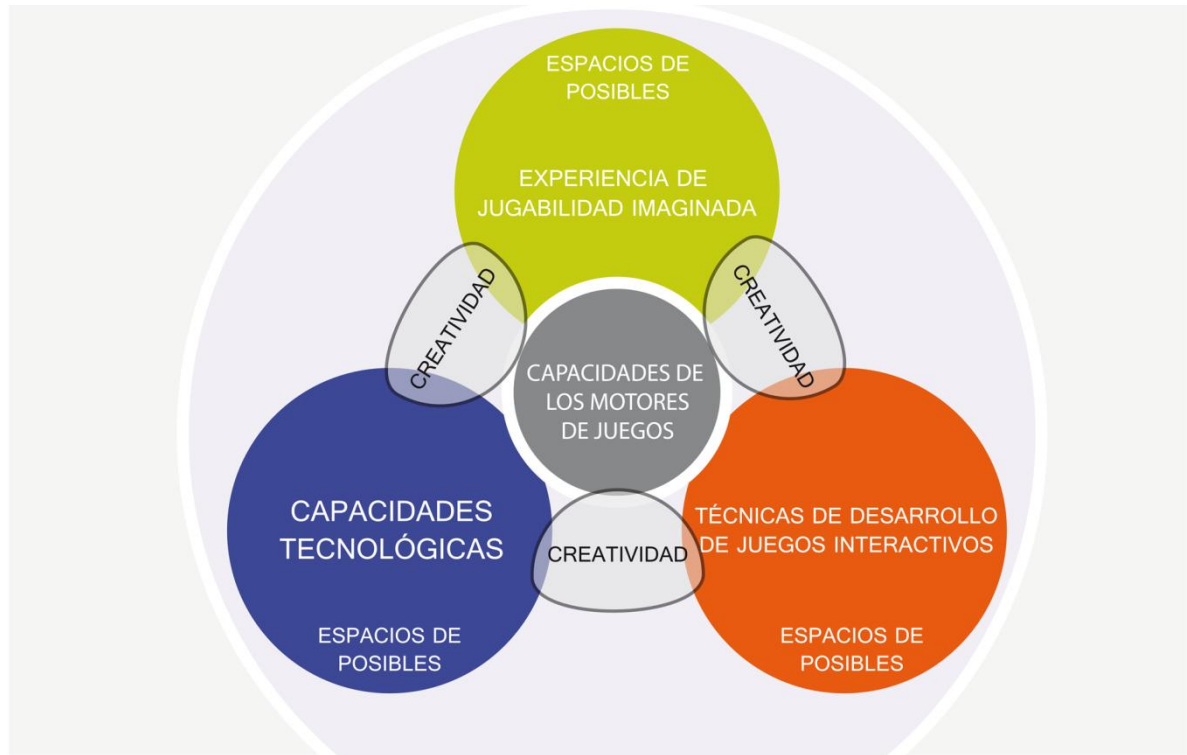 ESPACIOS DE
POSIBLES
EXPERIENCIA DE
JUGABILIDAD IMAGINADA
CREATIVIDAD
CREATIVIDAD
CAPACIDADES DE
LOS MOTORES
DE JUEGOS
CAPACIDADES
TECNOLÓGICAS
ESPACIOS DE
POSIBLES
CREATIVIDAD
TÉCNICAS DE DESARROLLO
DE JUEGOS INTERACTIVOS
ESPACIOS DE
POSIBLES